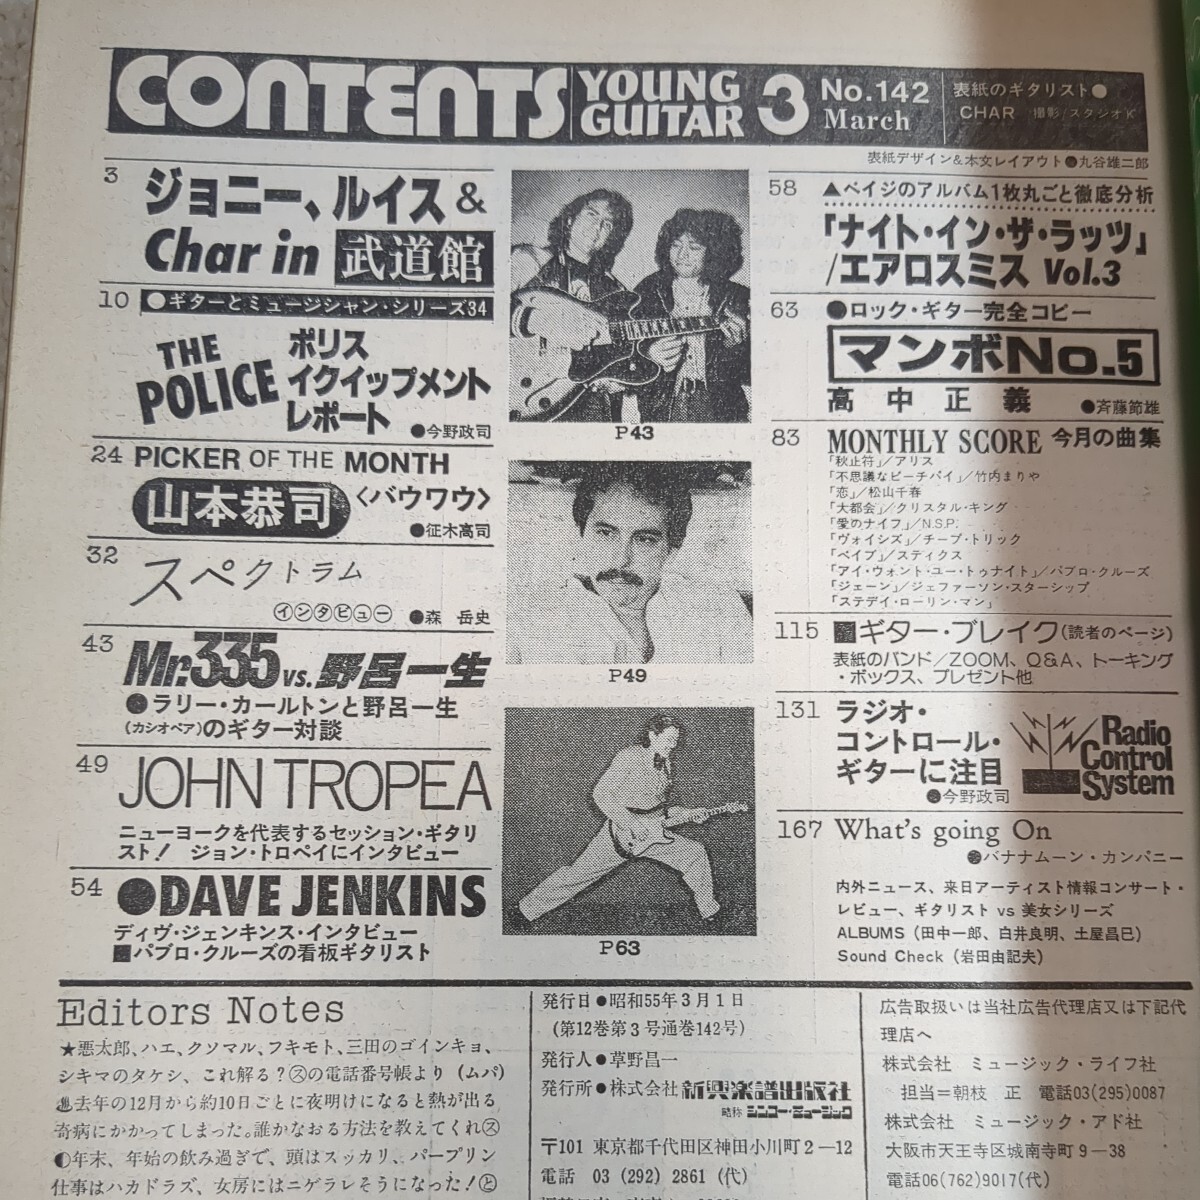 CONTENTS YOUNG GUITAR 3 No.142 March
表紙のギタリスト●
CHAR 撮影/スタジオK
表紙デザイン&本文レイアウト●丸谷雄二郎
3
ジョニー、ルイス&
Char in 武道館
10
●ギターとミュージシャン・シリーズ34
THE POLICE
ポリス
イクイップメント
レポート
●今野政司
24 PICKER OF THE MONTH
山本恭司〈バウワウ〉
●征木高司
32
スペクトラム
インタビュー ●森 岳史
43
Mr.335 vs. 野呂一生
●ラリー・カールトンと野呂一生
(カシオペア)のギター対談
49
JOHN TROPEA
ニューヨークを代表するセッション・ギタリ
スト! ジョン・トロペイにインタビュー
54
●DAVE JENKINS
ディヴ・ジェンキンス・インタビュー
パブロ・クルーズの看板ギタリスト
P43
P49
P63
58
▲ペイジのアルバム1枚丸ごと徹底分析
「ナイト・イン・ザ・ラッツ」
/エアロスミス Vol.3
63
●ロック・ギター完全コピー
マンボNo.5
高中正義 ●斉藤節雄
83
MONTHLY SCORE 今月の曲集
「秋止符」/アリス
「不思議なピーチパイ」/竹内まりや
「恋」/松山千春
「大都会」/クリスタル・キング
「愛のナイフ」/N.S.P.
「ヴォイシズ」/チープ・トリック
「ベイブ」/スティクス
「アイ・ウォント・ユー・トゥナイト」/パブロ・クルーズ
「ジェーン」/ジェファーソン・スターシップ
「ステデイ・ローリン・マン」
115
ギター・ブレイク(読者のページ)
表紙のバンド/ZOOM、Q&A、トーキング
・ボックス、プレゼント他
131
ラジオ・
コントロール・
ギターに注目
●今野政司
Radio
Control
System
167 What's going On
●バナナムーン・カンパニー
内外ニュース、来日アーティスト情報コンサート・
レビュー、ギタリスト vs 美女シリーズ
ALBUMS (田中一郎、白井良明、土屋昌巳)
Sound Check (岩田由記夫)
Editors Notes
★悪太郎、ハエ、クソマル、フキモト、三田のゴインキョ、
シキマのタケシ、これ解る?㋜の電話番号帳より(ムパ)
♨去年の12月から約10日ごとに夜明けになると熱が出る
奇病にかかってしまった。誰かなおる方法を教えてくれ㋜
◐年末、年始の飲み過ぎで、頭はスッカリ、パープリン
仕事はハカドラズ、女房にはニゲラレそうになった!㋣
発行日●昭和55年3月1日
(第12巻第3号通巻142号)
発行人●草野昌一
発行所●株式会社 新興楽譜出版社
略称 シンコー・ミュージック
〒101 東京都千代田区神田小川町2−12
電話 03 (292) 2861 (代)
広告取扱いは当社広告代理店又は下記代
理店へ
株式会社 ミュージック・ライフ社
担当=朝枝 正 電話03(295)0087
株式会社 ミュージック・アド社
大阪市天王寺区城南寺町9−38
電話06(762)9017(代)